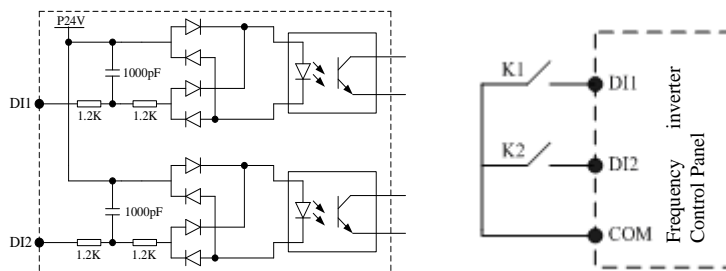 P24V
1000pF
DI1
1.2K 1.2K
1000pF
DI2
1.2K 1.2K
K1
DI1
K2
DI2
COM
Frequency inverter
Control Panel